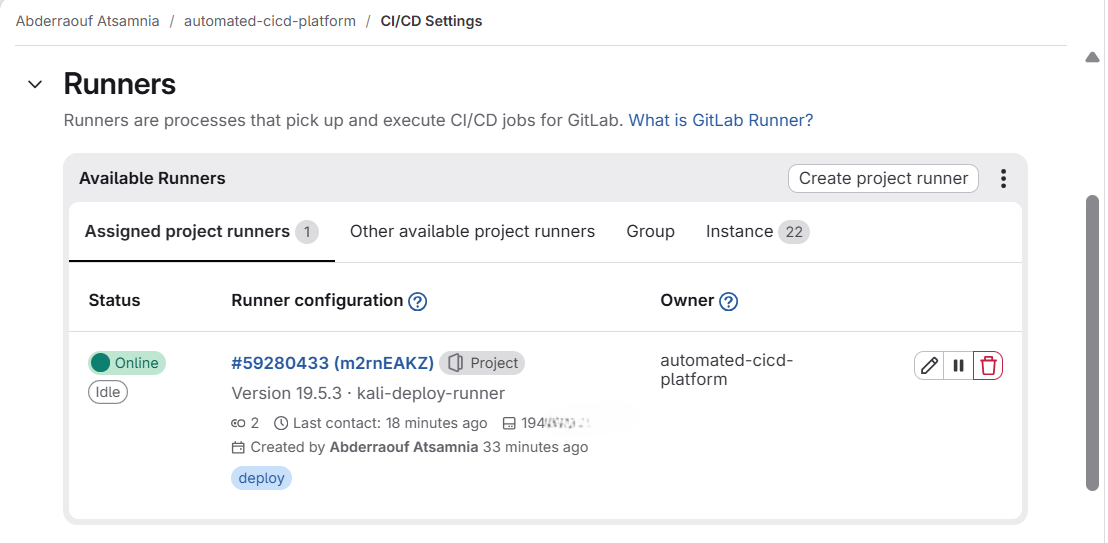 Abderraouf Atsamnia / automated-cicd-platform / CI/CD Settings
Runners
Runners are processes that pick up and execute CI/CD jobs for GitLab. What is GitLab Runner?
Available Runners
Create project runner
Assigned project runners 1 Other available project runners Group Instance 22
Status Runner configuration ? Owner ?
Online #59280433 (m2rnEAKZ) Project automated-cicd-
platform
Idle Version 19.5.3 · kali-deploy-runner
2 Last contact: 18 minutes ago 194
Created by Abderraouf Atsamnia 33 minutes ago
deploy